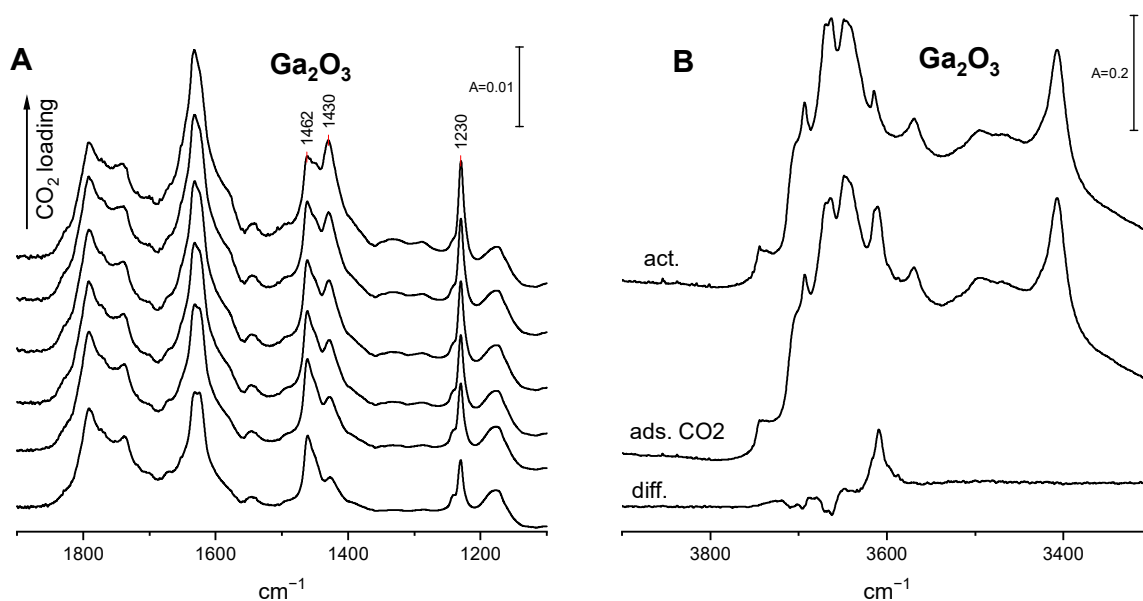 A
Ga₂O₃
A=0.01
CO₂ loading
1462
1430
1230
1800
1600
1400
1200
cm⁻¹
B
Ga₂O₃
A=0.2
act.
ads. CO2
diff.
3800
3600
3400
cm⁻¹